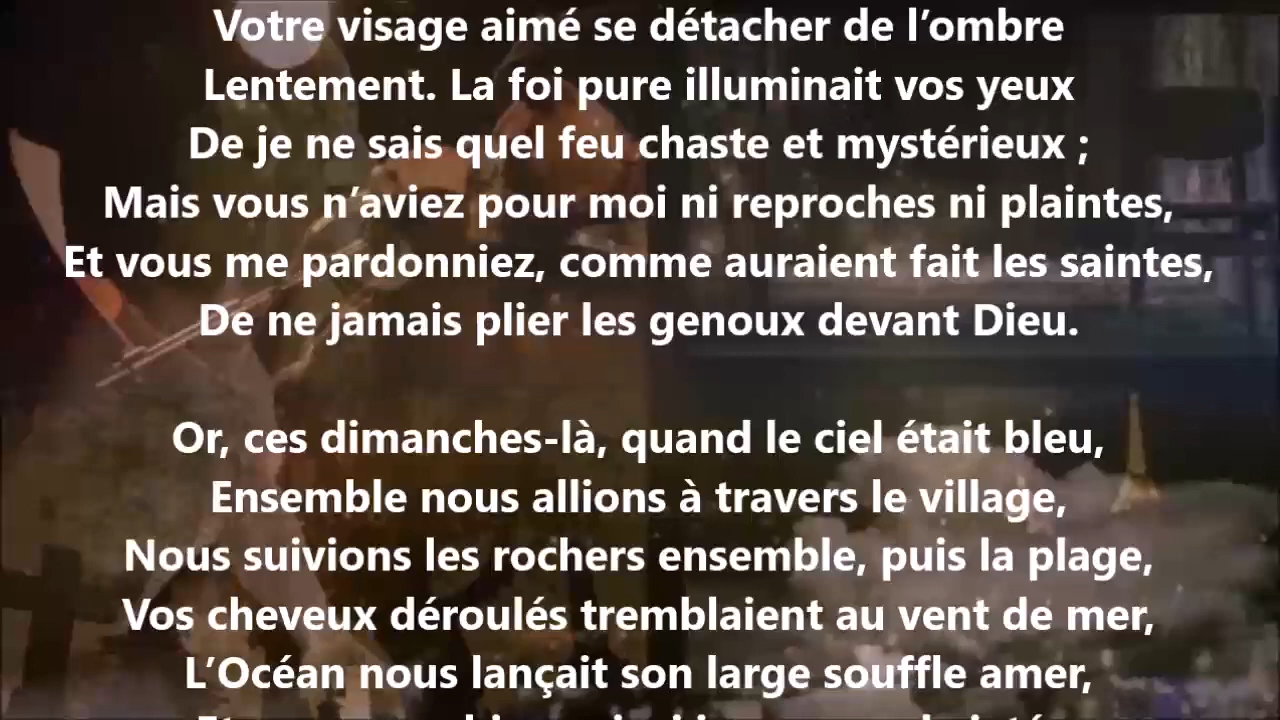 Votre visage aimé se détacher de l’ombre
Lentement. La foi pure illuminait vos yeux
De je ne sais quel feu chaste et mystérieux ;
Mais vous n’aviez pour moi ni reproches ni plaintes,
Et vous me pardonniez, comme auraient fait les saintes,
De ne jamais plier les genoux devant Dieu.
Or, ces dimanches-là, quand le ciel était bleu,
Ensemble nous allions à travers le village,
Nous suivions les rochers ensemble, puis la plage,
Vos cheveux déroulés tremblaient au vent de mer,
L’Océan nous lançait son large souffle amer,